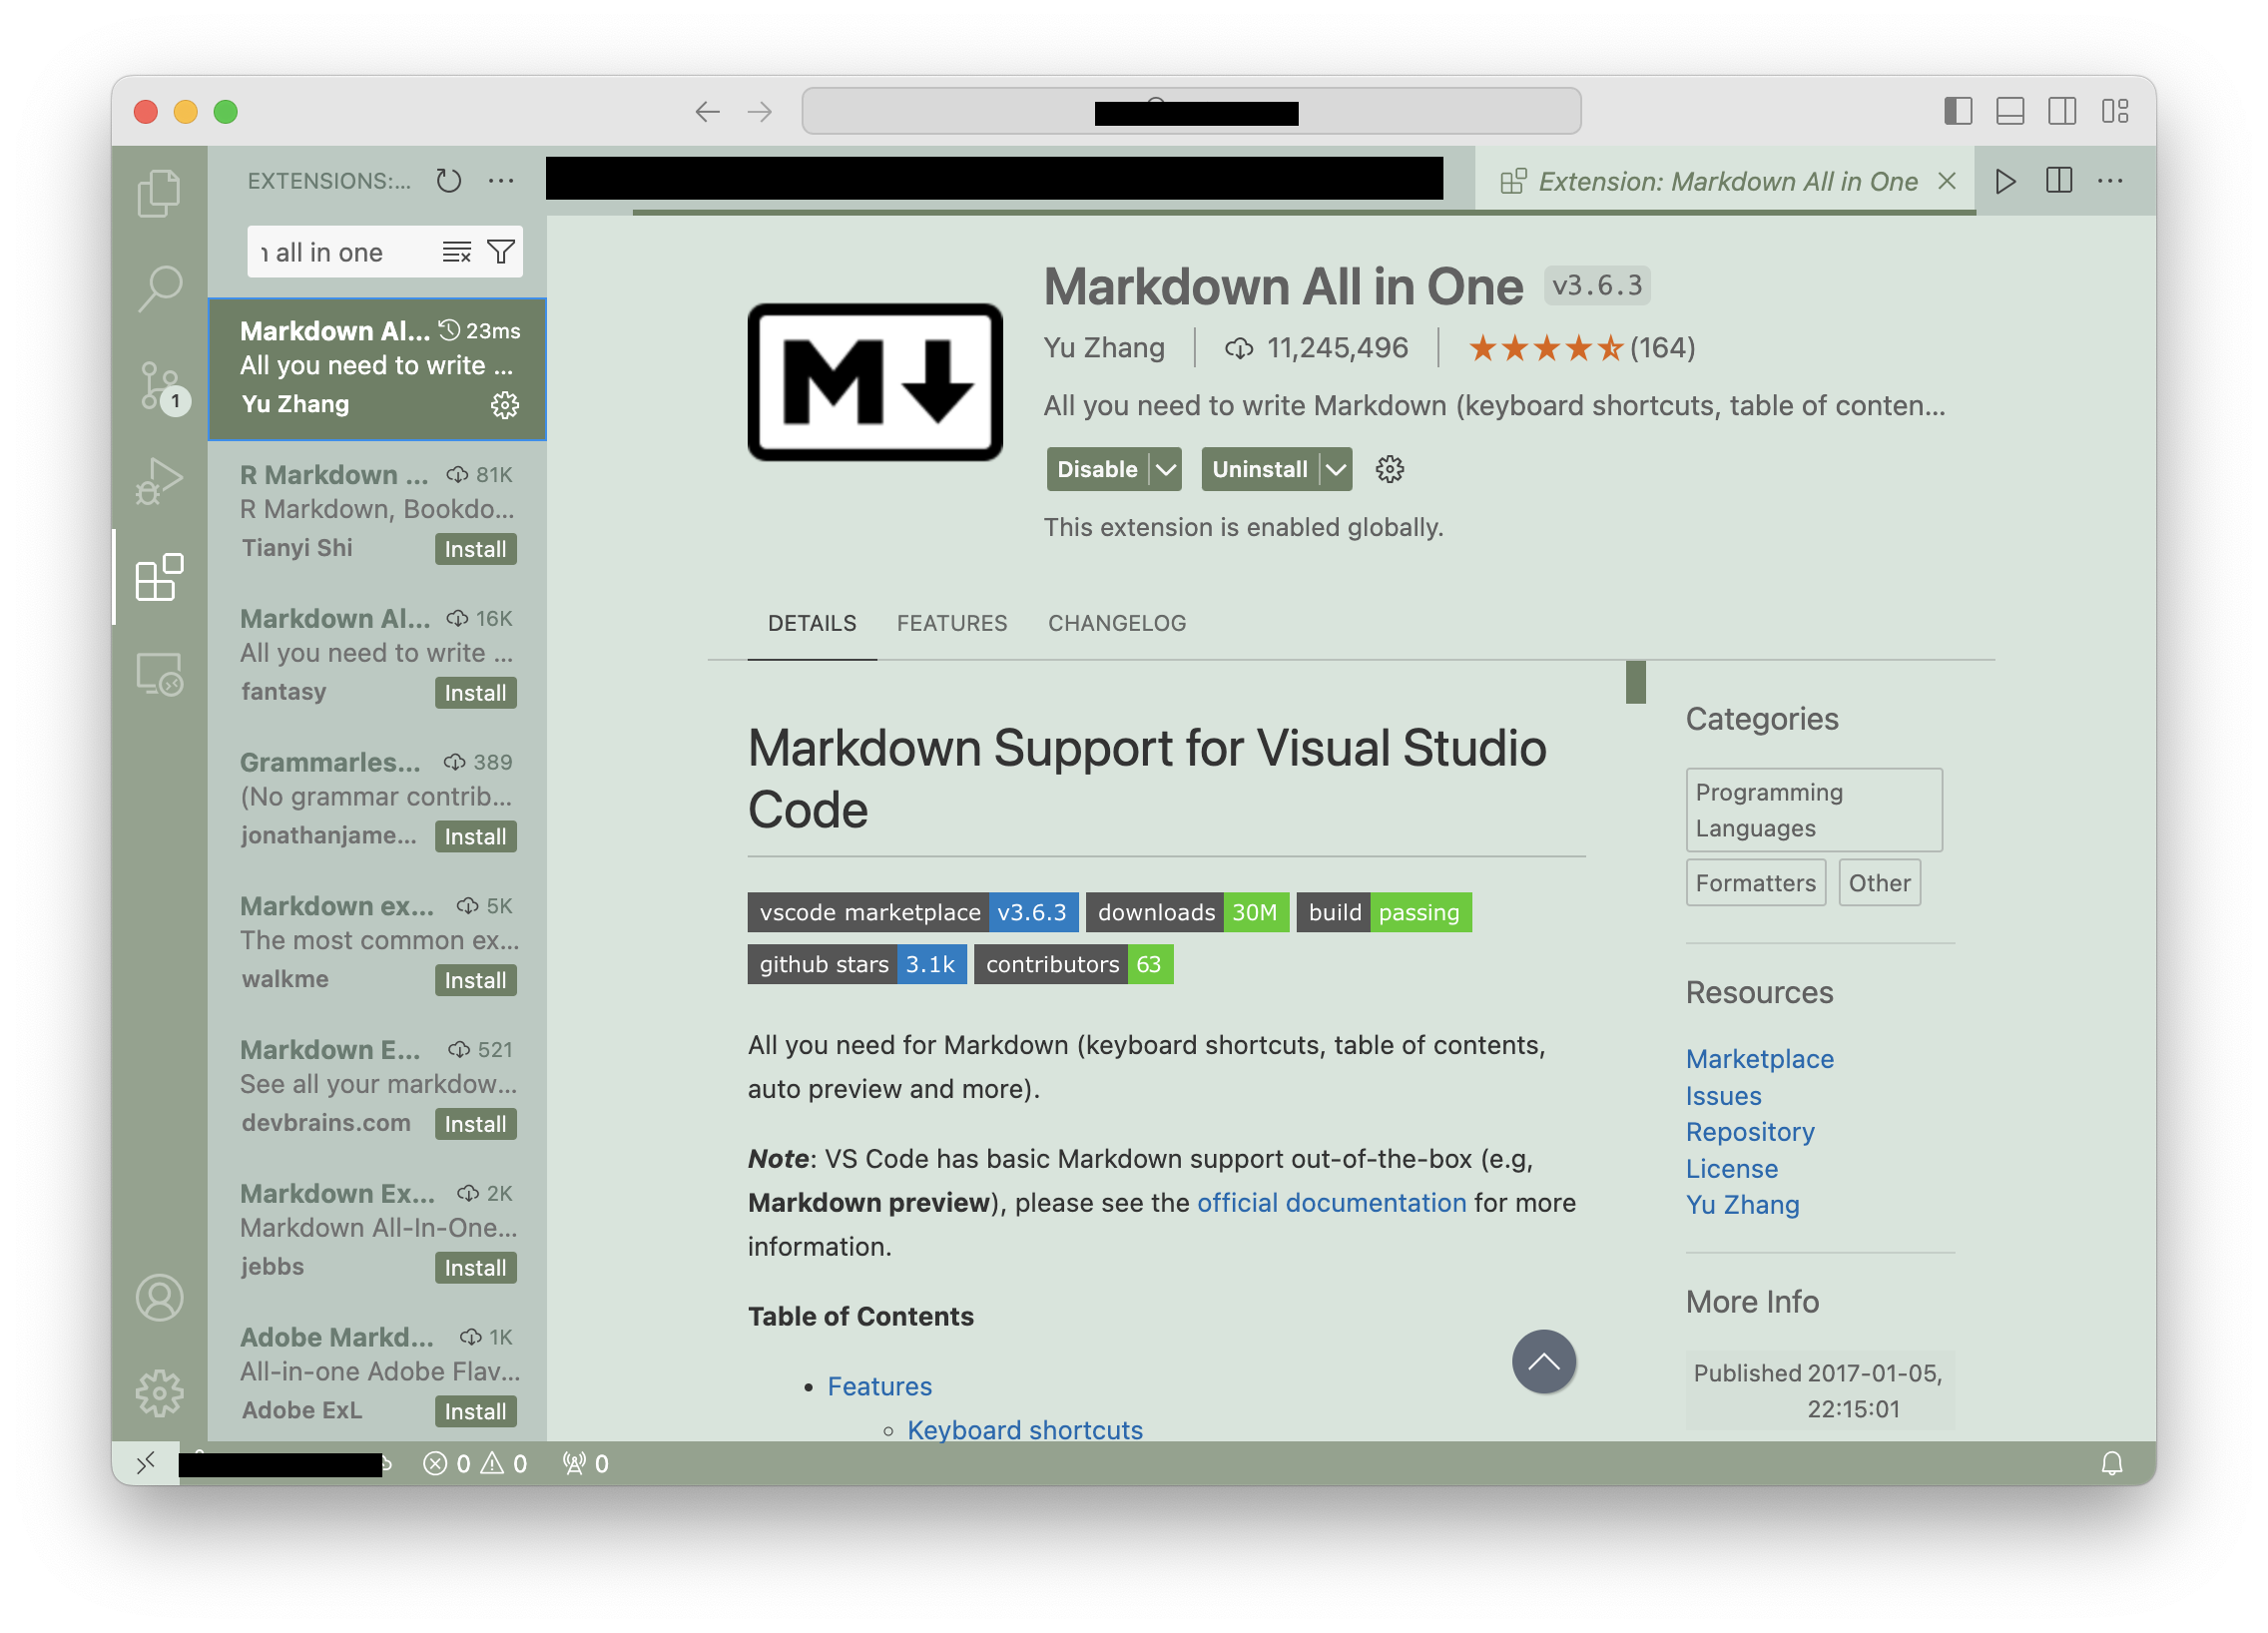 EXTENSIONS:...
all in one
Markdown Al... 23ms
All you need to write ...
Yu Zhang
R Markdown ... 81K
R Markdown, Bookdo...
Tianyi Shi Install
Markdown Al... 16K
All you need to write ...
fantasy Install
Grammarles... 389
(No grammar contrib...
jonathanjame... Install
Markdown ex... 5K
The most common ex...
walkme Install
Markdown E... 521
See all your markdow...
devbrains.com Install
Markdown Ex... 2K
Markdown All-In-One...
jebbs Install
Adobe Markd... 1K
All-in-one Adobe Flav...
Adobe ExL Install
1
Extension: Markdown All in One
Markdown All in One v3.6.3
Yu Zhang 11,245,496 (164)
All you need to write Markdown (keyboard shortcuts, table of conten...
Disable Uninstall
This extension is enabled globally.
DETAILS FEATURES CHANGELOG
Markdown Support for Visual Studio
Code
vscode marketplace v3.6.3 downloads 30M build passing
github stars 3.1k contributors 63
All you need for Markdown (keyboard shortcuts, table of contents,
auto preview and more).
Note: VS Code has basic Markdown support out-of-the-box (e.g,
Markdown preview), please see the official documentation for more
information.
Table of Contents
• Features
◦ Keyboard shortcuts
Categories
Programming
Languages
Formatters Other
Resources
Marketplace
Issues
Repository
License
Yu Zhang
More Info
Published 2017-01-05,
22:15:01
0 0 0